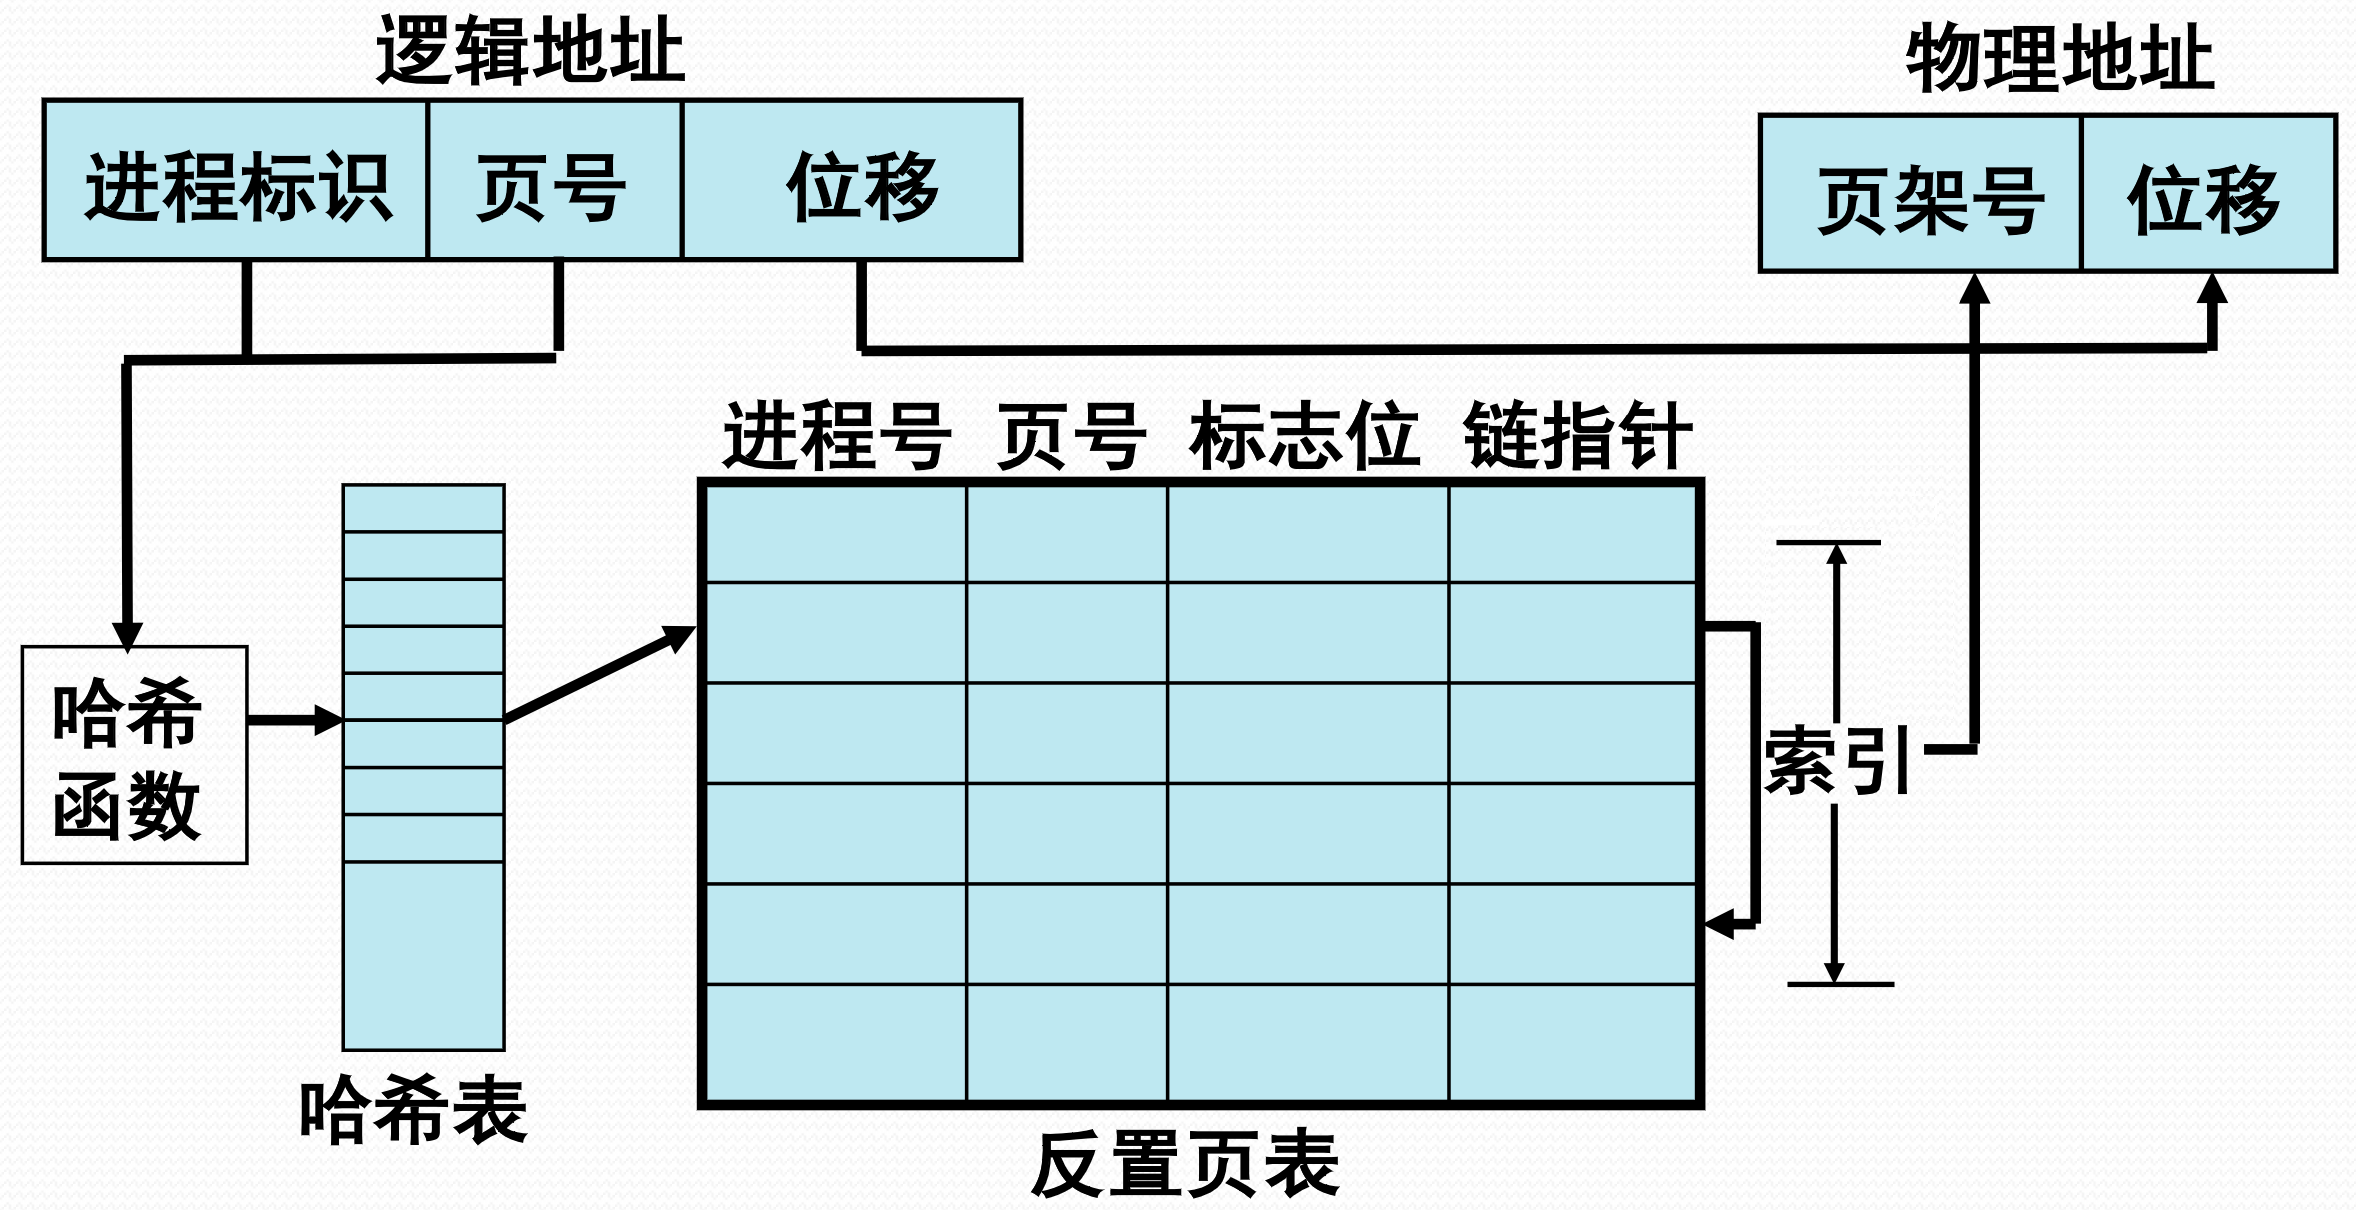 逻辑地址
物理地址
进程标识 页号 位移
页架号 位移
进程号 页号 标志位 链指针
哈希
函数
索引
哈希表
反置页表